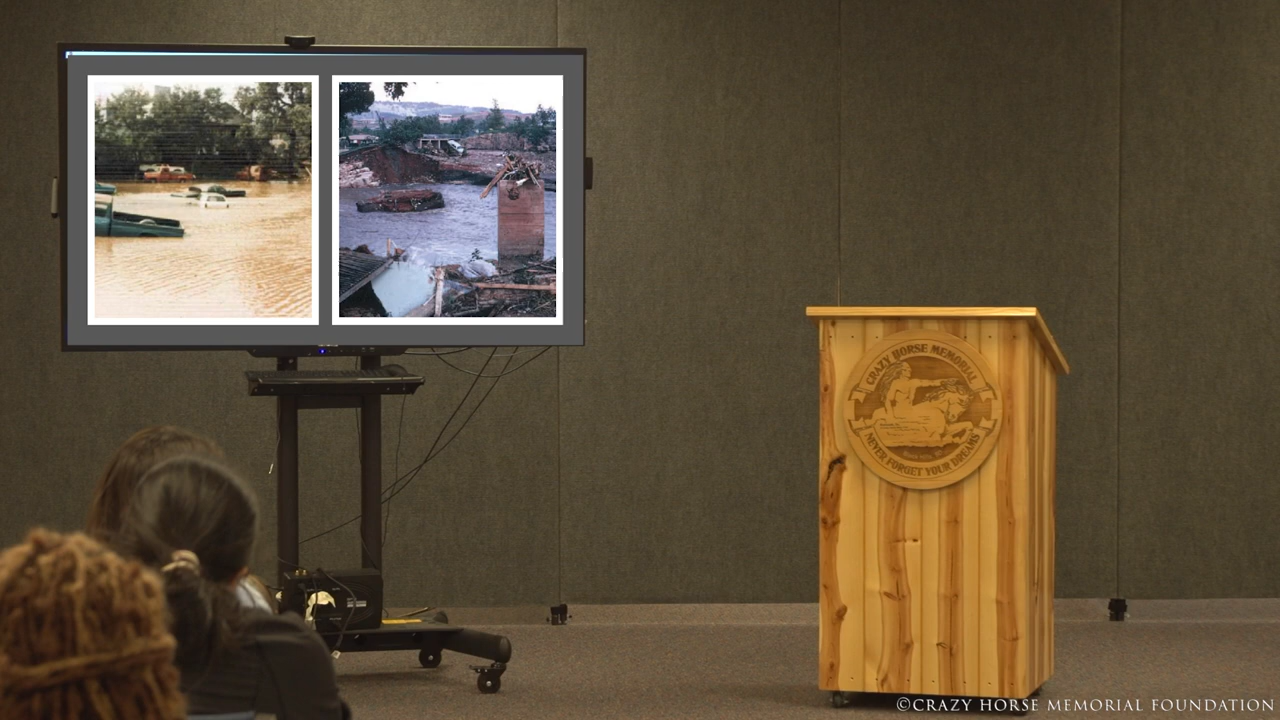 CRAZY HORSE MEMORIAL
NEVER FORGET YOUR DREAMS
©CRAZY HORSE MEMORIAL FOUNDATION